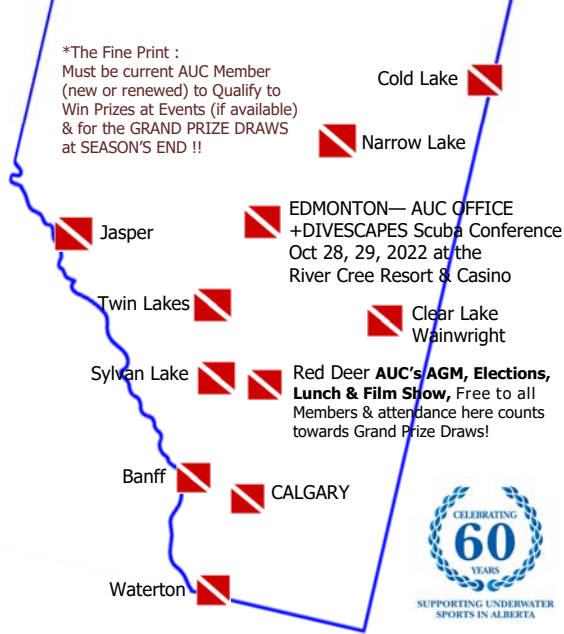 *The Fine Print :
Must be current AUC Member
(new or renewed) to Qualify to
Win Prizes at Events (if available)
& for the GRAND PRIZE DRAWS
at SEASON'S END !!
Cold Lake
Narrow Lake
EDMONTON— AUC OFFICE
+DIVESCAPES Scuba Conference
Oct 28, 29, 2022 at the
River Cree Resort & Casino
Jasper
Twin Lakes
Clear Lake
Wainwright
Sylvan Lake
Red Deer AUC's AGM, Elections,
Lunch & Film Show, Free to all
Members & attendance here counts
towards Grand Prize Draws!
Banff
CALGARY
CELEBRATING
60
YEARS
SUPPORTING UNDERWATER
SPORTS IN ALBERTA
Waterton